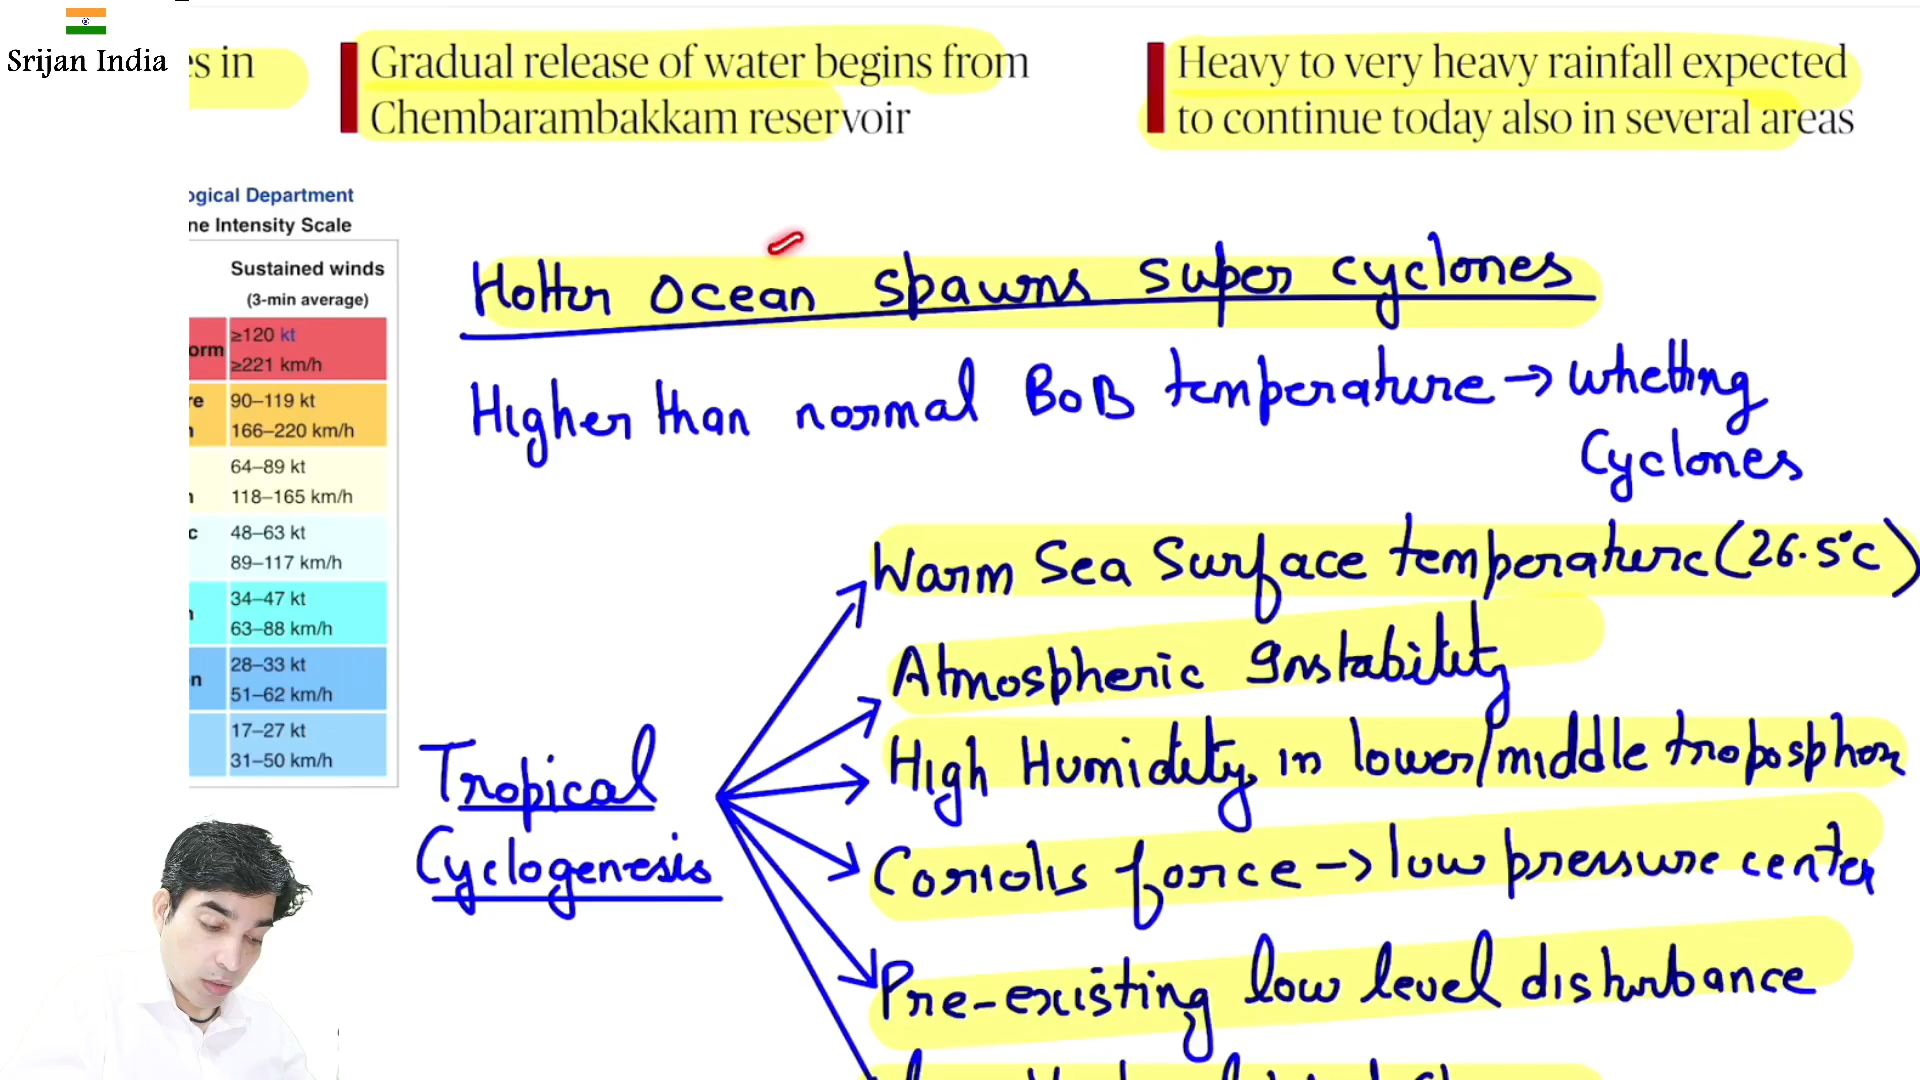 Srijan India
es in
Gradual release of water begins from
Chembarambakkam reservoir
Heavy to very heavy rainfall expected
to continue today also in several areas
ogical Department
ne Intensity Scale
Sustained winds
(3-min average)
orm
≥120 kt
≥221 km/h
re
90–119 kt
166–220 km/h
64–89 kt
118–165 km/h
c
48–63 kt
89–117 km/h
34–47 kt
63–88 km/h
n
28–33 kt
51–62 km/h
17–27 kt
31–50 km/h
Hotter Ocean spawns super cyclones
Higher than normal BoB temperature → whetting
Cyclones
Tropical
Cyclogenesis
Warm Sea Surface temperature (26.5°C)
Atmospheric Instability
High Humidity in lower/middle troposphere
Coriolis force → low pressure center
Pre-existing low level disturbance